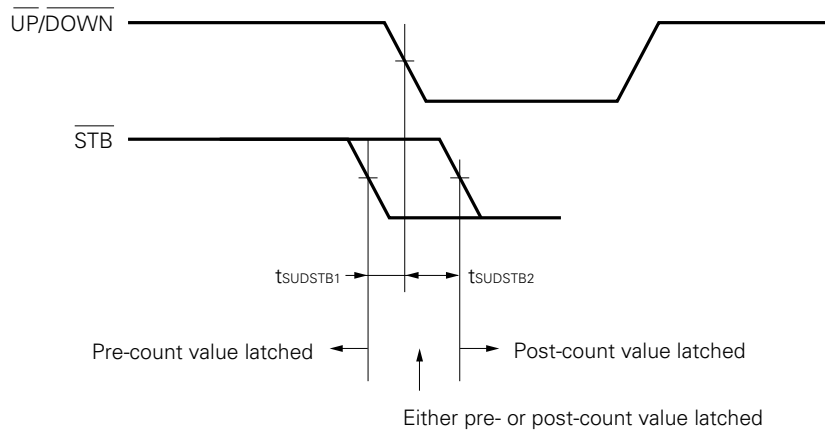 UP/DOWN
STB
tSUDSTB1 tSUDSTB2
Pre-count value latched Post-count value latched
Either pre- or post-count value latched